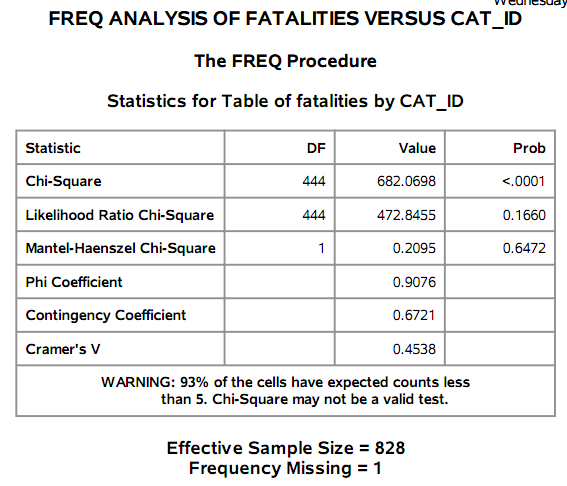 Wednesday
FREQ ANALYSIS OF FATALITIES VERSUS CAT_ID
The FREQ Procedure
Statistics for Table of fatalities by CAT_ID
Statistic DF Value Prob
Chi-Square 444 682.0698 <.0001
Likelihood Ratio Chi-Square 444 472.8455 0.1660
Mantel-Haenszel Chi-Square 1 0.2095 0.6472
Phi Coefficient 0.9076
Contingency Coefficient 0.6721
Cramer's V 0.4538
WARNING: 93% of the cells have expected counts less
than 5. Chi-Square may not be a valid test.
Effective Sample Size = 828
Frequency Missing = 1